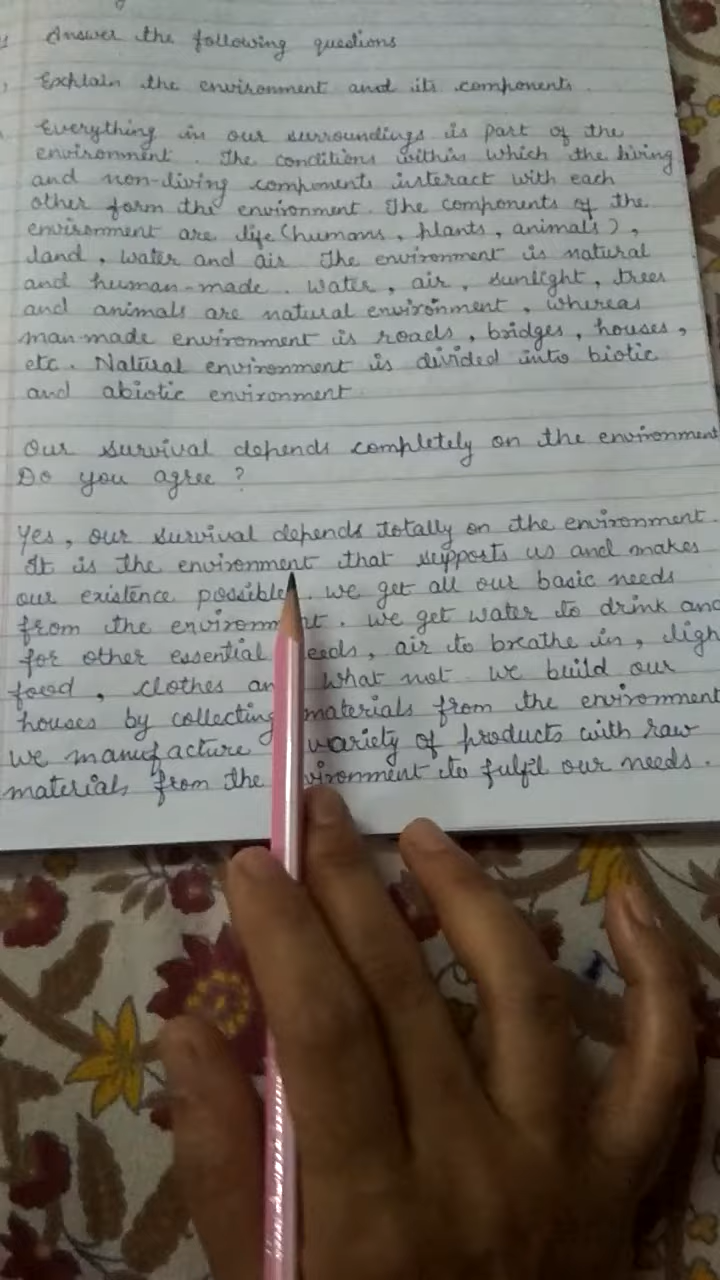 Answer the following questions
Explain the environment and its components.
Everything in our surroundings is part of the
environment. The conditions within which the living
and non-living components interact with each
other form the environment. The components of the
environment are life (humans, plants, animals),
land, water and air. The environment is natural
and human-made. Water, air, sunlight, trees
and animals are natural environment, whereas
man-made environment is roads, bridges, houses,
etc. Natural environment is divided into biotic
and abiotic environment
Our survival depends completely on the environment
Do you agree?
Yes, our survival depends totally on the environment.
It is the environment that supports us and makes
our existence possible. We get all our basic needs
from the environment. We get water to drink and
for other essential needs, air to breathe in, ligh
food, clothes an what not we build our
houses by collecting materials from the environment
we manufacture variety of products with raw
materials from the vironment to fulfil our needs.